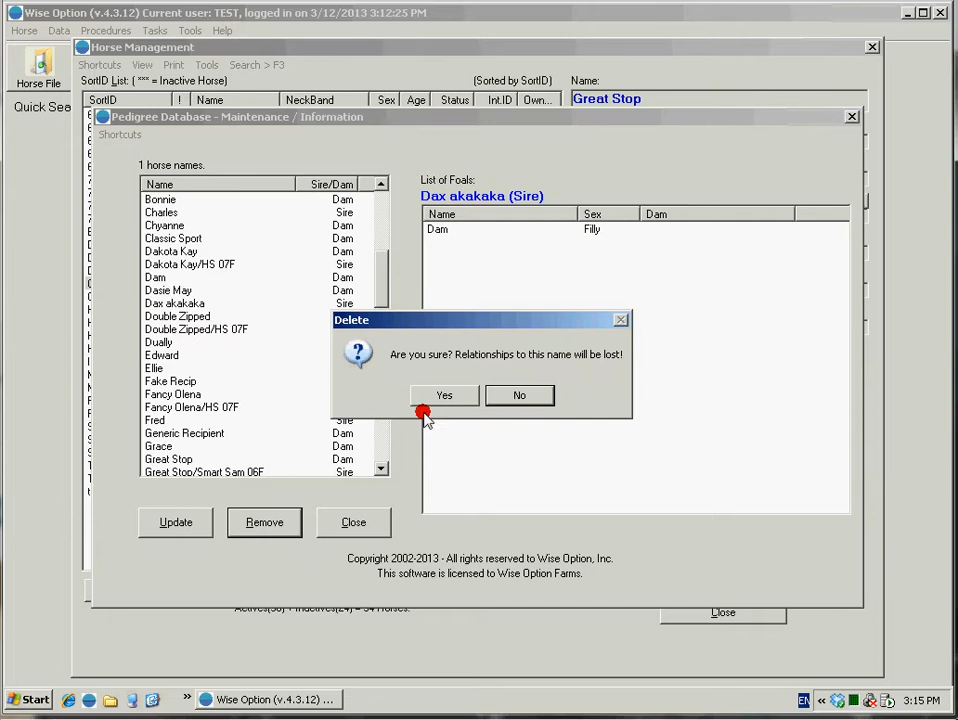 Wise Option (v.4.3.12) Current user: TEST, logged in on 3/12/2013 3:12:25 PM
Horse Data Procedures Tasks Tools Help
Horse File
Quick Sea
Horse Management
Shortcuts View Print Tools Search > F3
SortID List: ( *** = Inactive Horse) (Sorted by SortID) Name:
SortID ! Name NeckBand Sex Age Status Int.ID Own... Great Stop
Pedigree Database - Maintenance / Information
Shortcuts
1 horse names.
Name Sire/Dam
Bonnie Dam
Charles Sire
Chyanne Dam
Classic Sport Dam
Dakota Kay Dam
Dakota Kay/HS 07F Sire
Dam Dam
Dasie May Dam
Dax akakaka Sire
Double Zipped
Double Zipped/HS 07F
Dually
Edward
Ellie
Fake Recip
Fancy Olena
Fancy Olena/HS 07F
Fred Sire
Generic Recipient Dam
Grace Dam
Great Stop Dam
Great Stop/Smart Sam 06F Sire
List of Foals:
Dax akakaka (Sire)
Name Sex Dam
Dam Filly
Delete
Are you sure? Relationships to this name will be lost!
Yes No
Update Remove Close
Copyright 2002-2013 - All rights reserved to Wise Option, Inc.
This software is licensed to Wise Option Farms.
Close
Start Wise Option (v.4.3.12) ... EN 3:15 PM